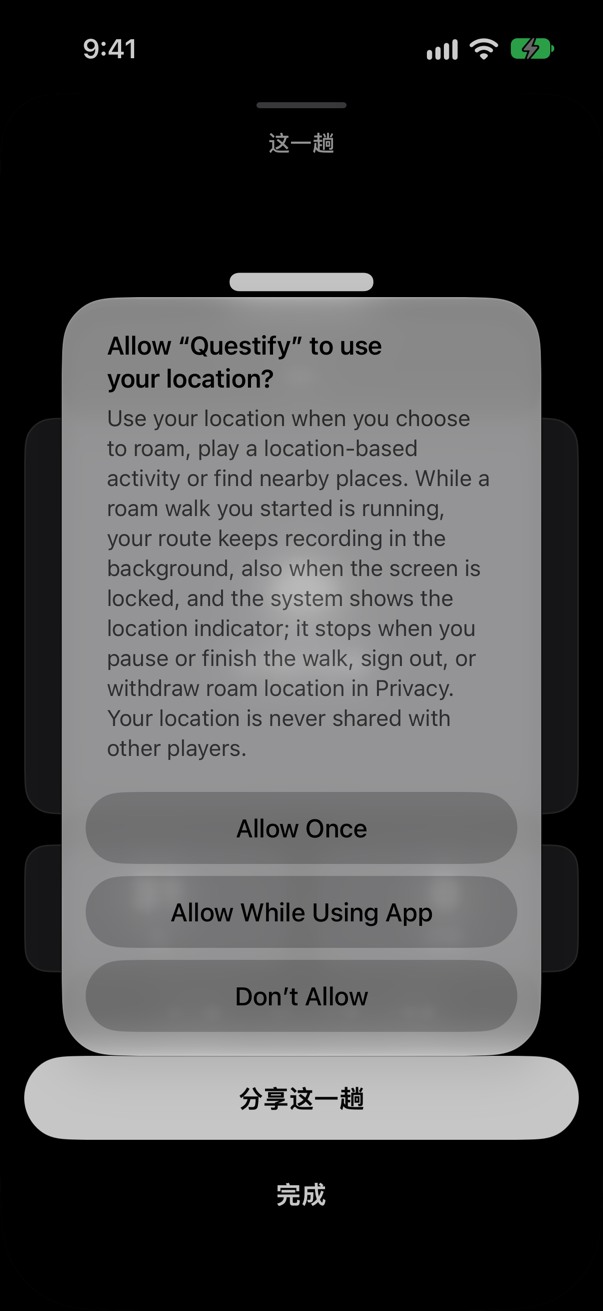 9:41
这一趟
Allow “Questify” to use
your location?
Use your location when you choose
to roam, play a location-based
activity or find nearby places. While a
roam walk you started is running,
your route keeps recording in the
background, also when the screen is
locked, and the system shows the
location indicator; it stops when you
pause or finish the walk, sign out, or
withdraw roam location in Privacy.
Your location is never shared with
other players.
Allow Once
Allow While Using App
Don’t Allow
分享这一趟
完成